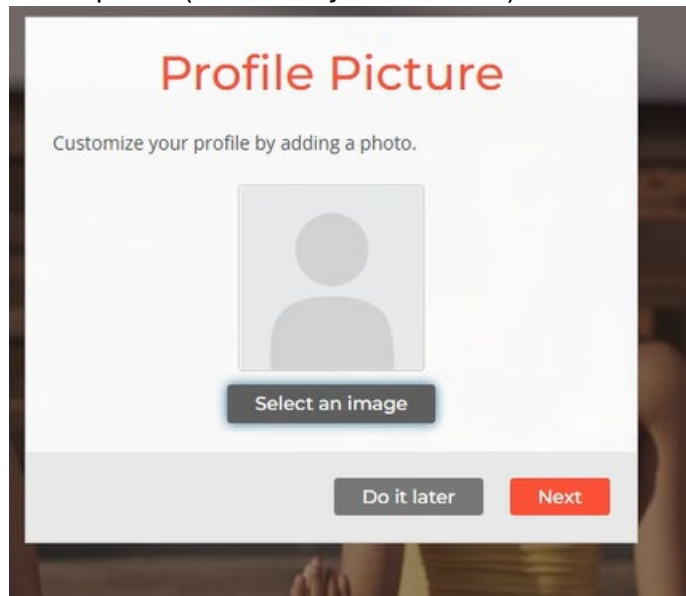 Profile Picture
Customize your profile by adding a photo.
Select an image
Do it later
Next